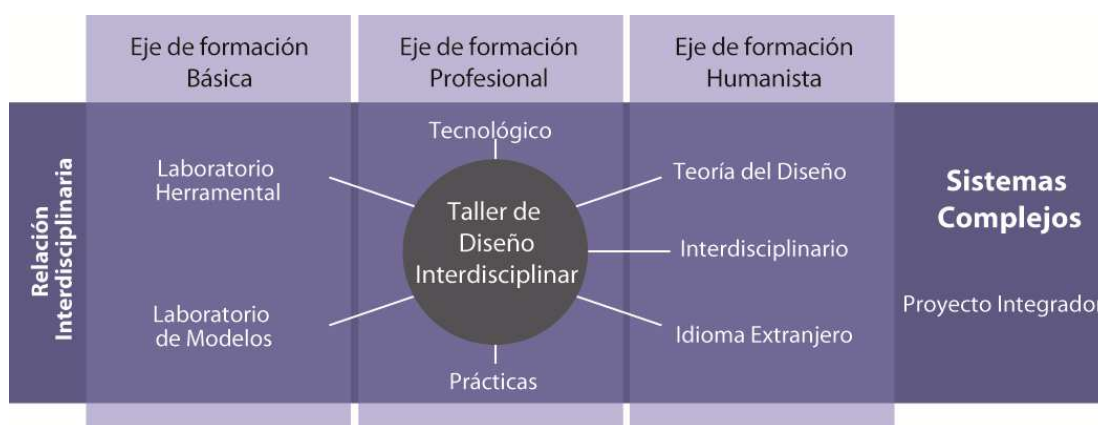 Eje de formación
Básica
Eje de formación
Profesional
Eje de formación
Humanista
Relación
Interdisciplinaria
Laboratorio
Herramental
Laboratorio
de Modelos
Tecnológico
Taller de
Diseño
Interdisciplinar
Prácticas
Teoría del Diseño
Interdisciplinario
Idioma Extranjero
Sistemas
Complejos
Proyecto Integrador